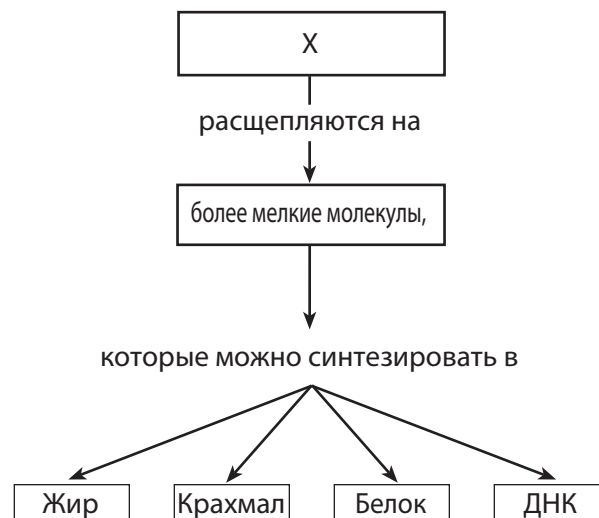 X
расщепляются на
более мелкие молекулы,
которые можно синтезировать в
Жир Крахмал Белок ДНК